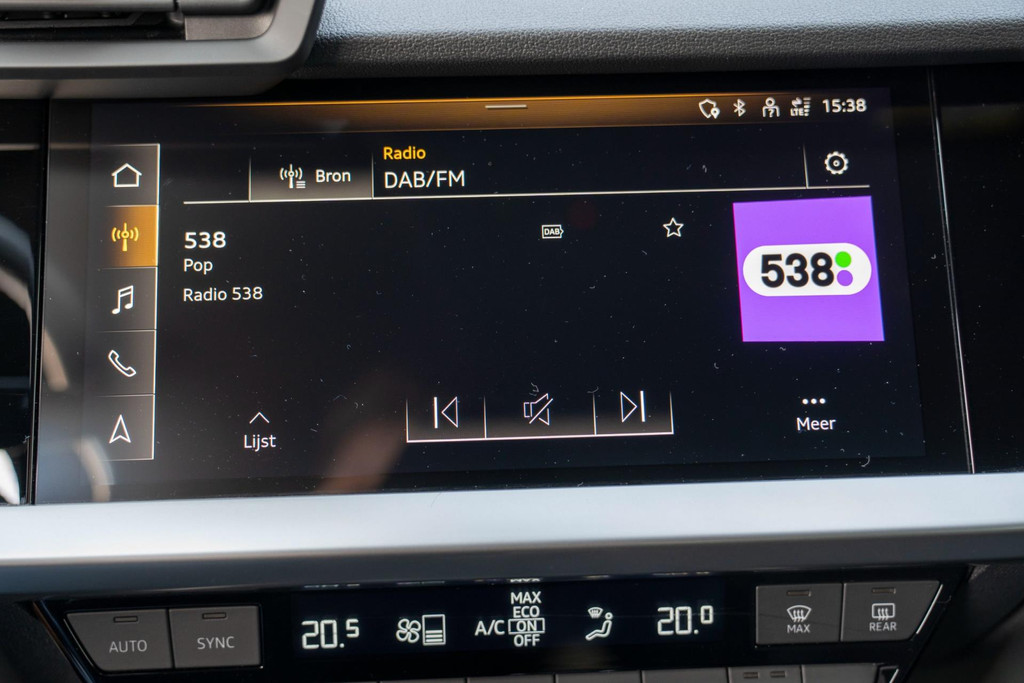 LTE
15:38
Bron
Radio
DAB/FM
538
DAB
Pop
Radio 538
538
Lijst
Meer
AUTO
SYNC
20.5
A/C
MAX
ECO
ON
OFF
20.0
MAX
REAR